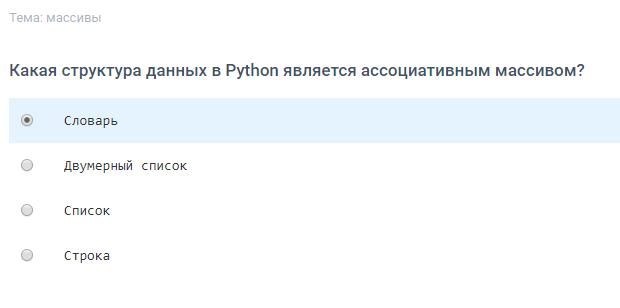 Тема: массивы
Какая структура данных в Python является ассоциативным массивом?
Словарь
Двумерный список
Список
Строка